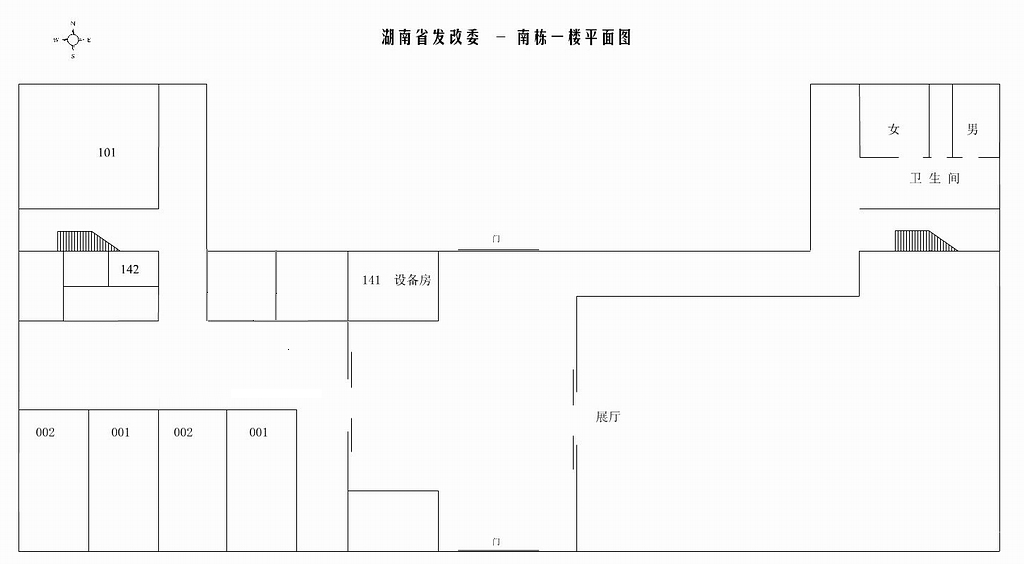 N
W E
S
湖南省发改委 － 南栋一楼平面图
女
男
101
卫 生 间
门
142
141 设备房
展厅
002
001
002
001
门